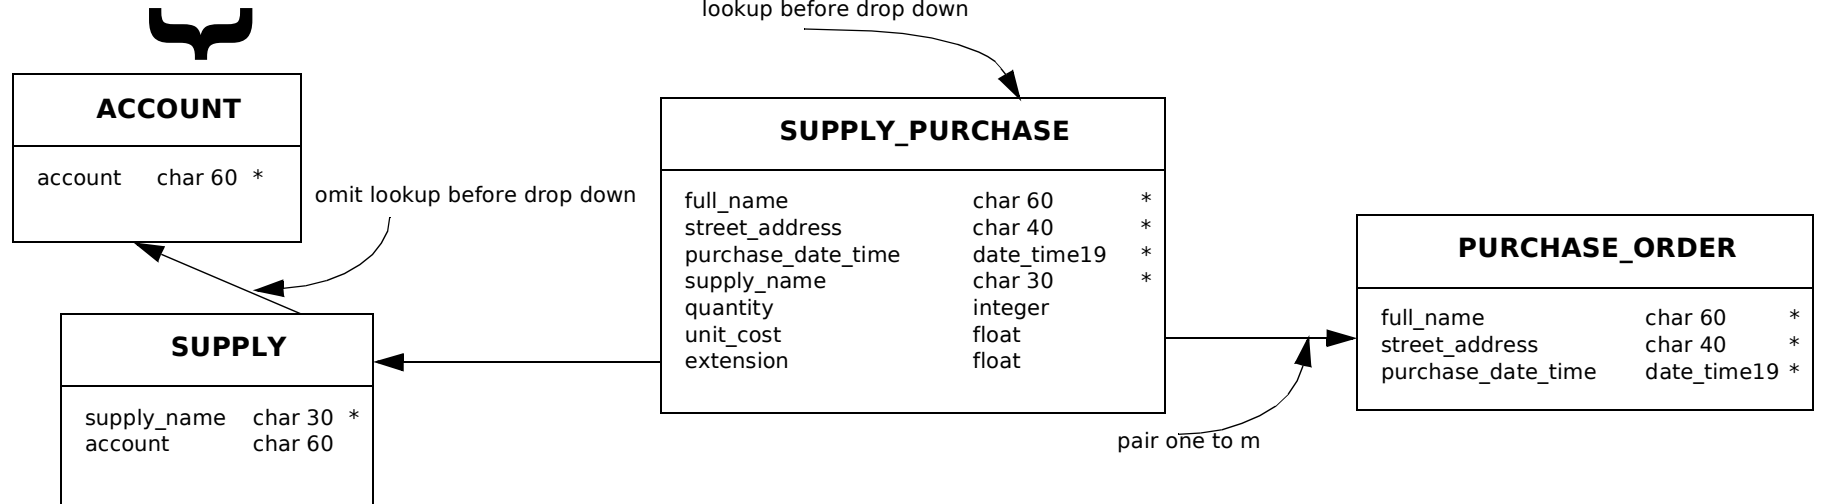 lookup before drop down
ACCOUNT
account char 60 *
omit lookup before drop down
SUPPLY
supply_name char 30 *
account char 60
SUPPLY_PURCHASE
full_name char 60 *
street_address char 40 *
purchase_date_time date_time19 *
supply_name char 30 *
quantity integer
unit_cost float
extension float
pair one to m
PURCHASE_ORDER
full_name char 60 *
street_address char 40 *
purchase_date_time date_time19 *